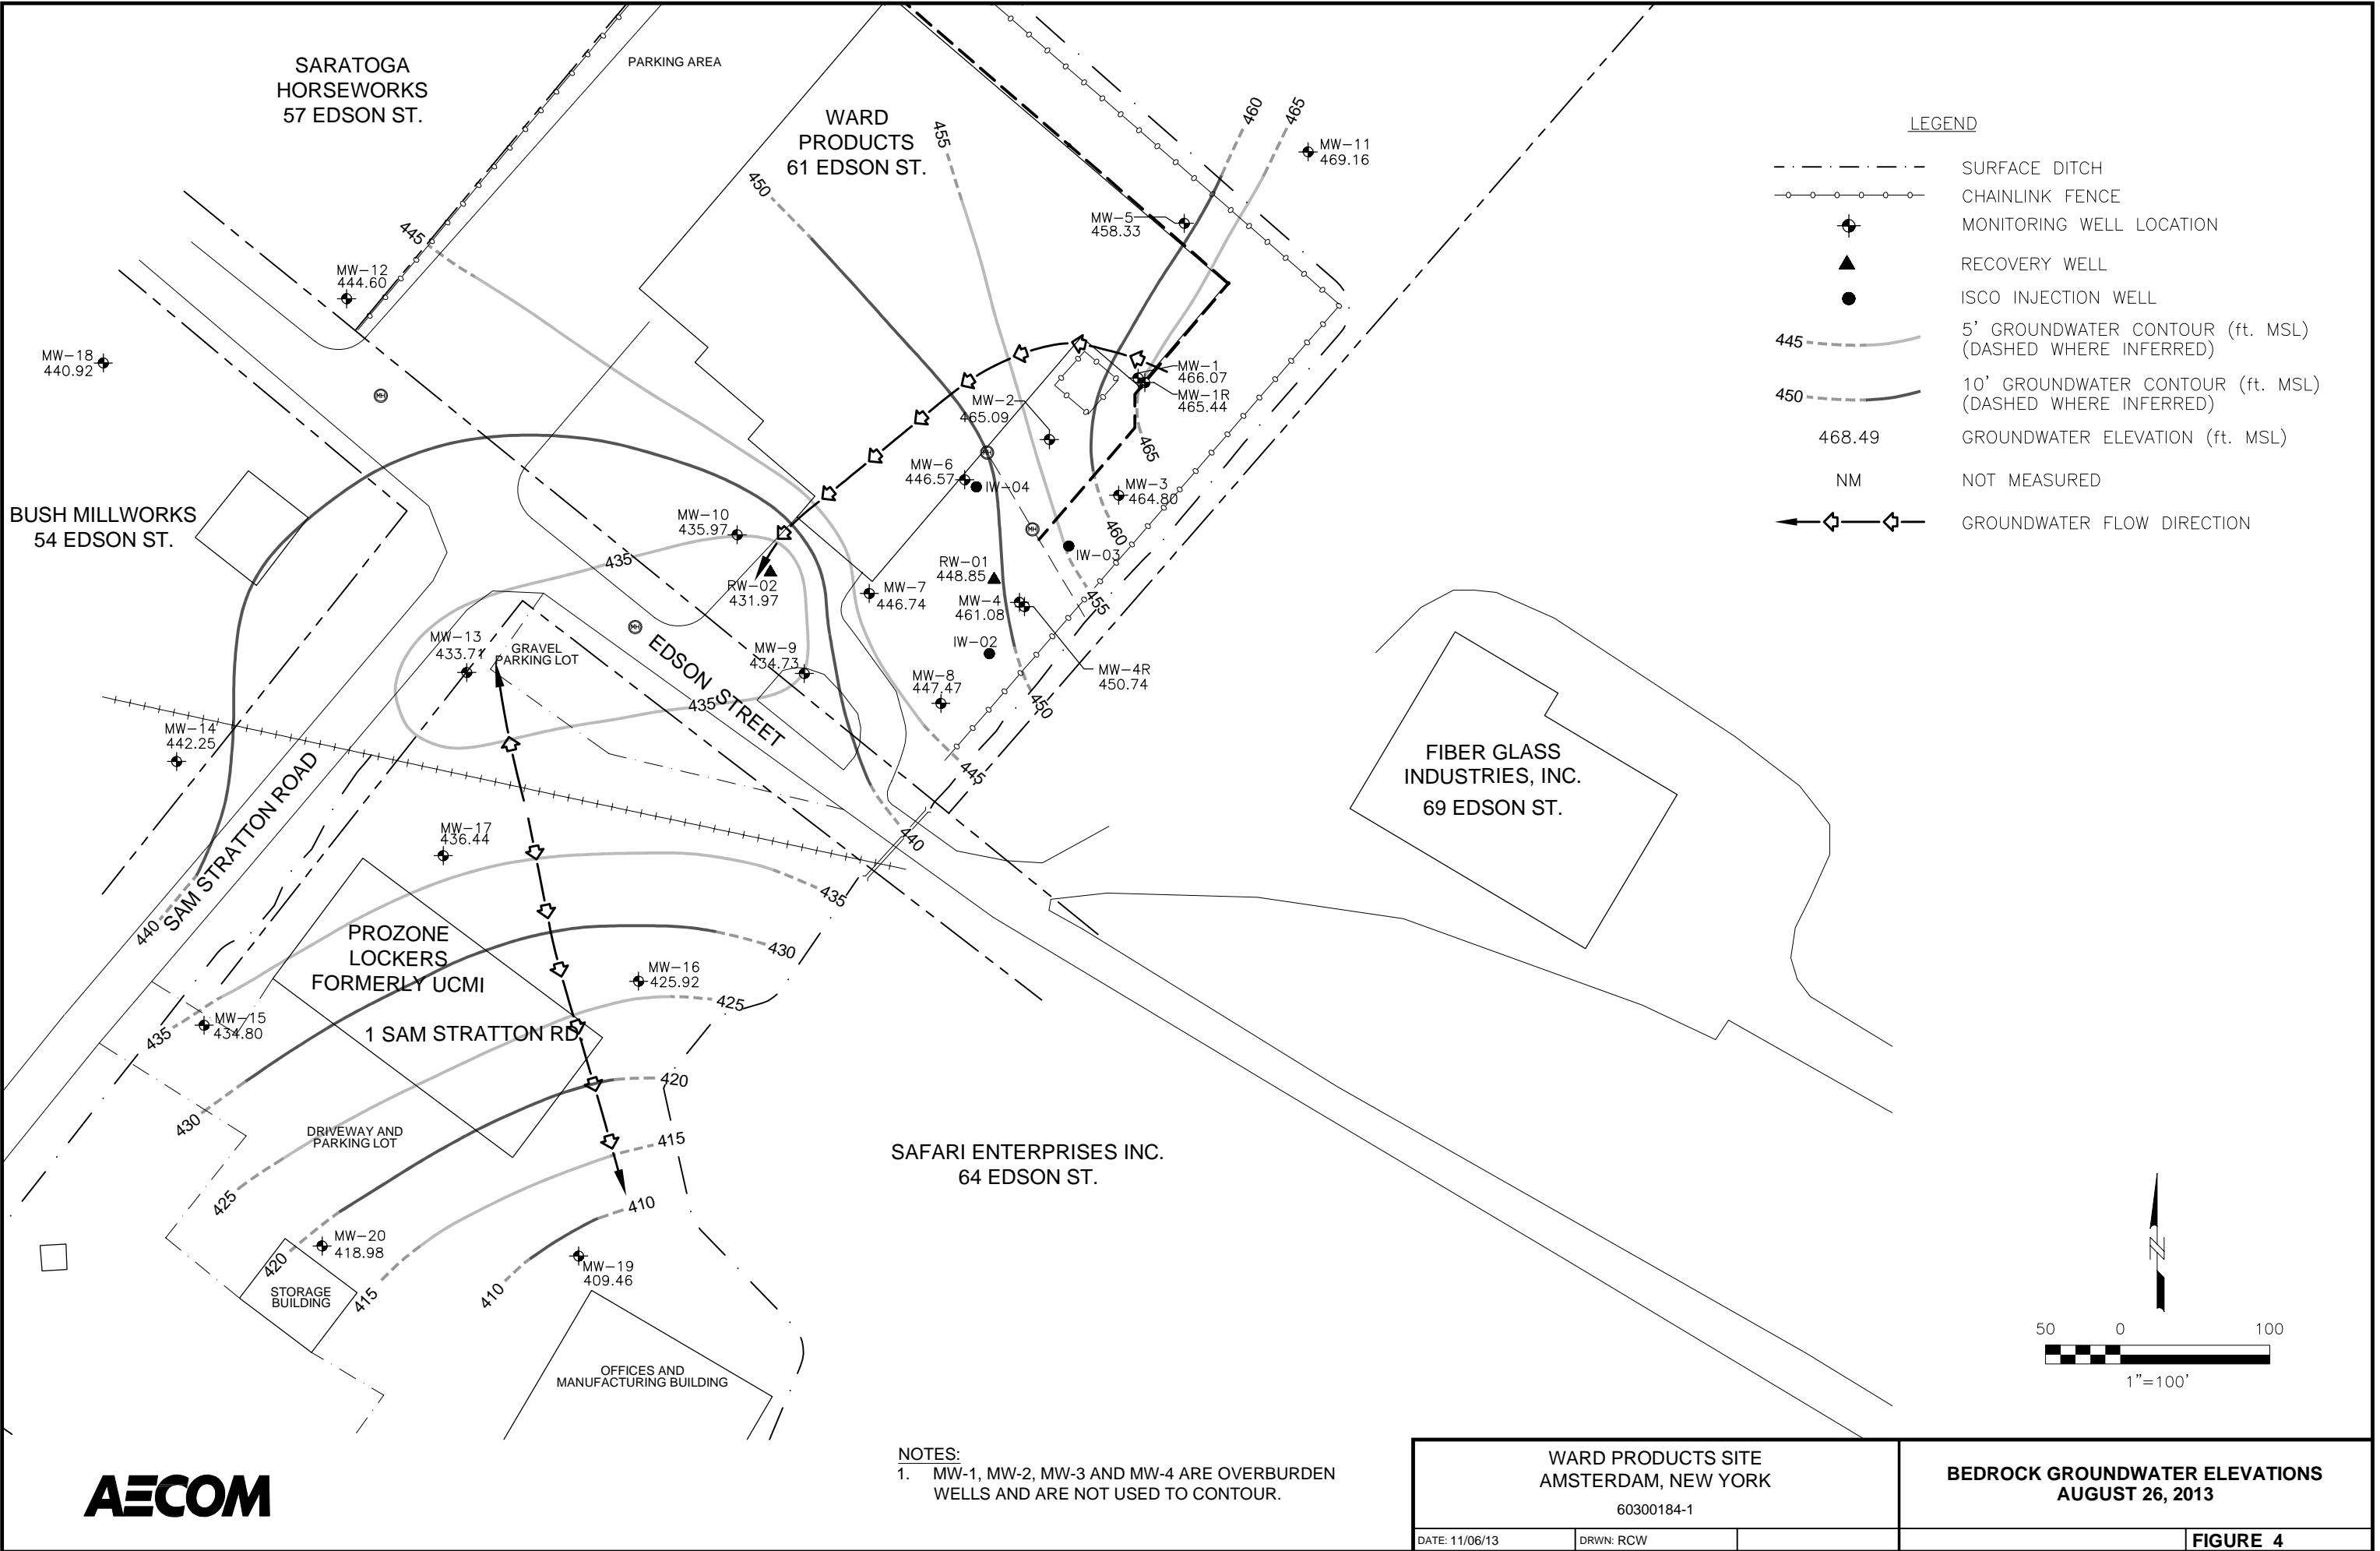 SARATOGA
HORSEWORKS
57 EDSON ST.
PARKING AREA
WARD
PRODUCTS
61 EDSON ST.
455
460
465
MW-11
469.16
450
MW-5
458.33
445
MW-12
444.60
MW-18
440.92
MH
MW-1
466.07
MW-1R
465.44
MW-2
465.09
MH
465
MW-6
446.57
IW-04
MW-3
464.80
BUSH MILLWORKS
54 EDSON ST.
MW-10
435.97
MH
460
IW-03
435
RW-02
431.97
RW-01
448.85
MW-7
446.74
MW-4
461.08
455
MH
MW-13
433.71
GRAVEL
PARKING LOT
EDSON STREET
MW-9
434.73
IW-02
MW-4R
450.74
MW-8
447.47
435
450
MW-14
442.25
445
SAM STRATTON ROAD
MW-17
436.44
440
435
440
PROZONE
LOCKERS
FORMERLY UCMI
430
MW-16
425.92
425
MW-15
434.80
435
1 SAM STRATTON RD.
420
430
DRIVEWAY AND
PARKING LOT
415
425
410
MW-20
418.98
420
MW-19
409.46
STORAGE
BUILDING
415
410
OFFICES AND
MANUFACTURING BUILDING
FIBER GLASS
INDUSTRIES, INC.
69 EDSON ST.
SAFARI ENTERPRISES INC.
64 EDSON ST.
LEGEND
SURFACE DITCH
CHAINLINK FENCE
MONITORING WELL LOCATION
RECOVERY WELL
ISCO INJECTION WELL
445 5' GROUNDWATER CONTOUR (ft. MSL)
(DASHED WHERE INFERRED)
450 10' GROUNDWATER CONTOUR (ft. MSL)
(DASHED WHERE INFERRED)
468.49 GROUNDWATER ELEVATION (ft. MSL)
NM NOT MEASURED
GROUNDWATER FLOW DIRECTION
N
50 0 100
1"=100'
AECOM
NOTES:
1. MW-1, MW-2, MW-3 AND MW-4 ARE OVERBURDEN
WELLS AND ARE NOT USED TO CONTOUR.
WARD PRODUCTS SITE
AMSTERDAM, NEW YORK
60300184-1
DATE: 11/06/13 DRWN: RCW
BEDROCK GROUNDWATER ELEVATIONS
AUGUST 26, 2013
FIGURE 4